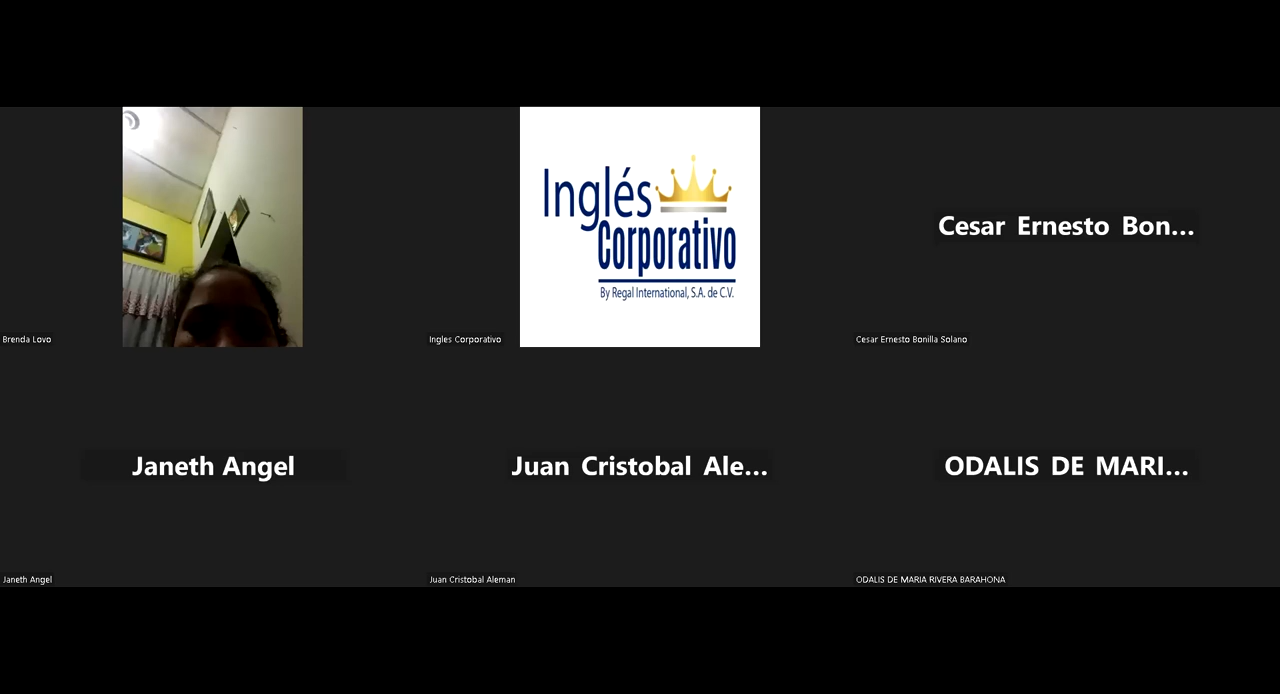 Inglés
Corporativo
By Regal International, S.A. de C.V.
Cesar Ernesto Bon...
Brenda Lovo
Ingles Corporativo
Cesar Ernesto Bonilla Solano
Janeth Angel
Juan Cristobal Ale...
ODALIS DE MARI...
Janeth Angel
Juan Cristobal Aleman
ODALIS DE MARIA RIVERA BARAHONA